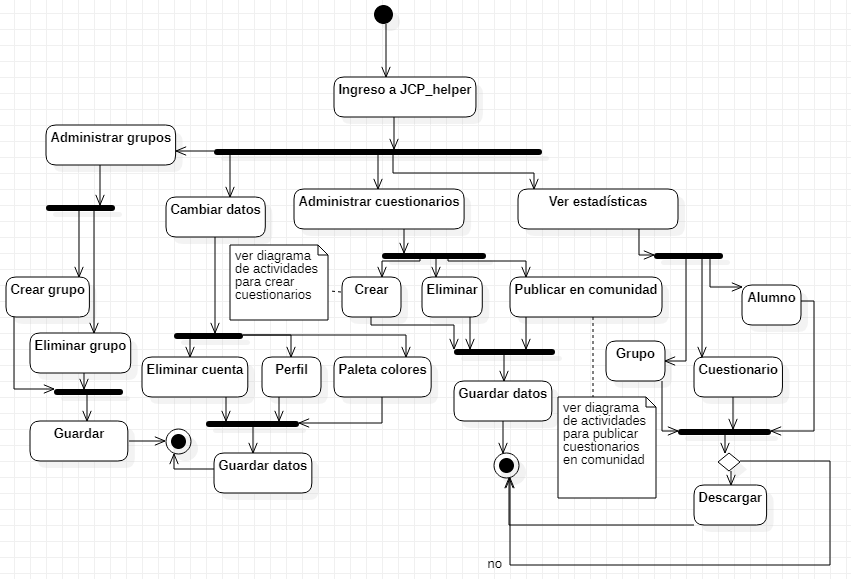 Ingreso a JCP_helper
Administrar grupos
Cambiar datos
Administrar cuestionarios
Ver estadísticas
ver diagrama
de actividades
para crear
cuestionarios
Crear grupo
Crear
Eliminar
Publicar en comunidad
Alumno
Eliminar grupo
Eliminar cuenta
Perfil
Paleta colores
Grupo
Cuestionario
Guardar datos
ver diagrama
de actividades
para publicar
cuestionarios
en comunidad
Guardar
Guardar datos
Descargar
no